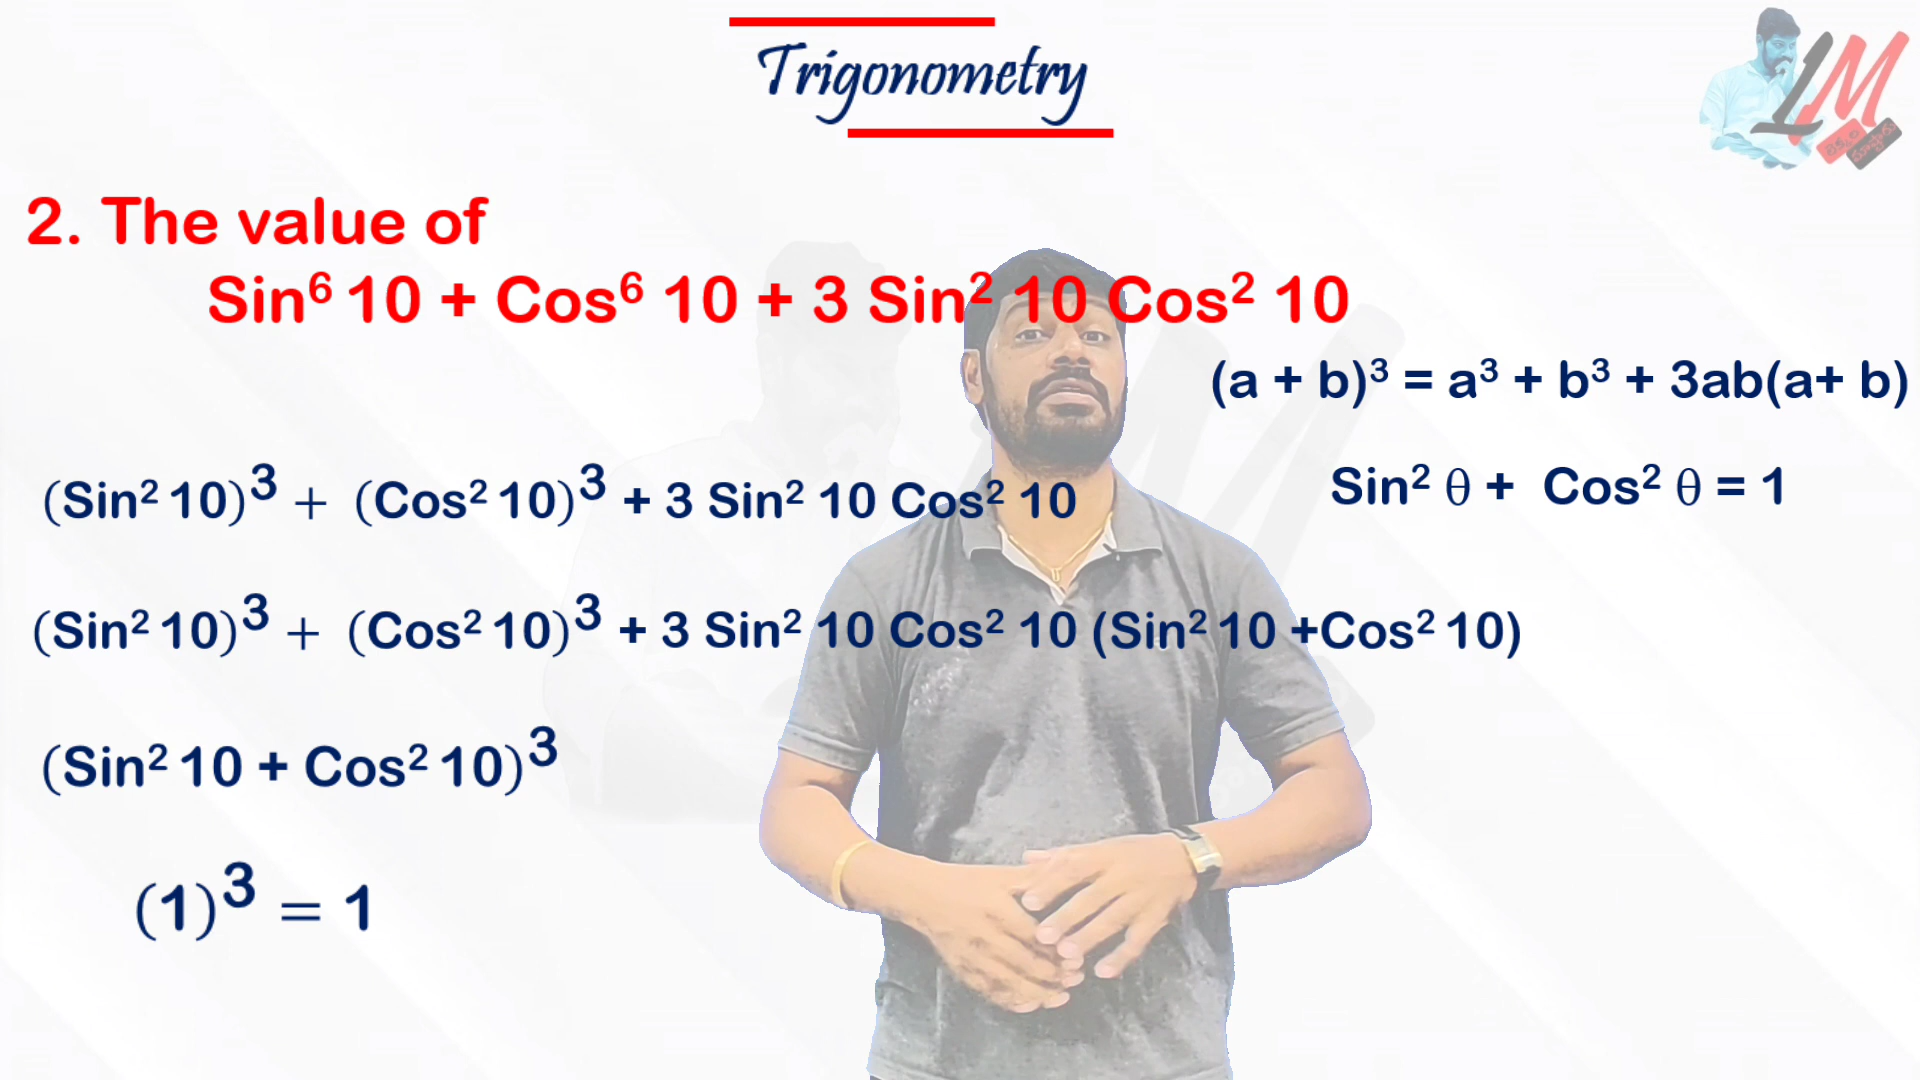 Trigonometry
LM
2. The value of
Sin⁶ 10 + Cos⁶ 10 + 3 Sin² 10 Cos² 10
(a + b)³ = a³ + b³ + 3ab(a+ b)
(Sin² 10)³ + (Cos² 10)³ + 3 Sin² 10 Cos² 10
Sin² θ + Cos² θ = 1
(Sin² 10)³ + (Cos² 10)³ + 3 Sin² 10 Cos² 10 (Sin² 10 +Cos² 10)
(Sin² 10 + Cos² 10)³
(1)³ = 1